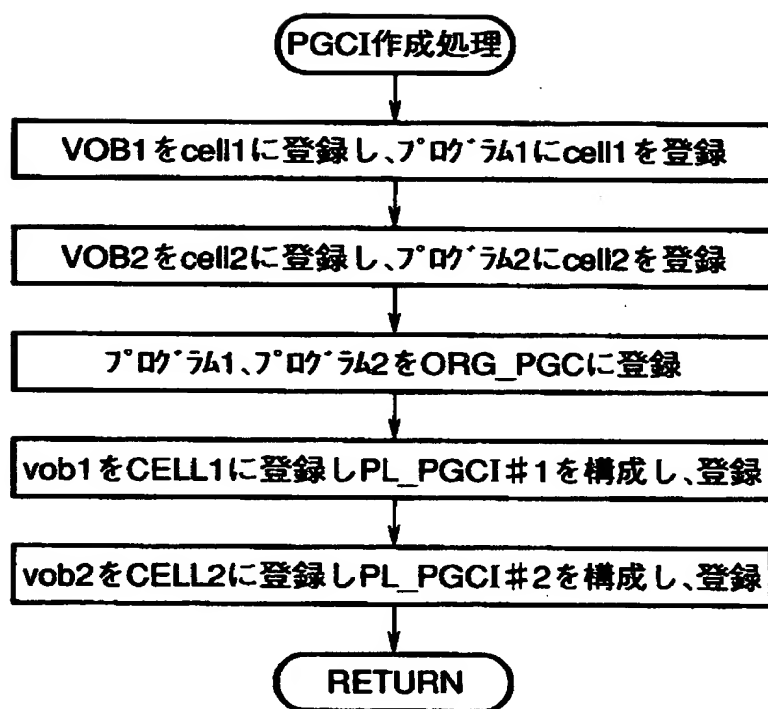 PGCI作成処理
VOB1をcell1に登録し、ﾌﾟﾛｸﾞﾗﾑ1にcell1を登録
VOB2をcell2に登録し、ﾌﾟﾛｸﾞﾗﾑ2にcell2を登録
ﾌﾟﾛｸﾞﾗﾑ1、ﾌﾟﾛｸﾞﾗﾑ2をORG_PGCに登録
vob1をCELL1に登録しPL_PGCI#1を構成し、登録
vob2をCELL2に登録しPL_PGCI#2を構成し、登録
RETURN